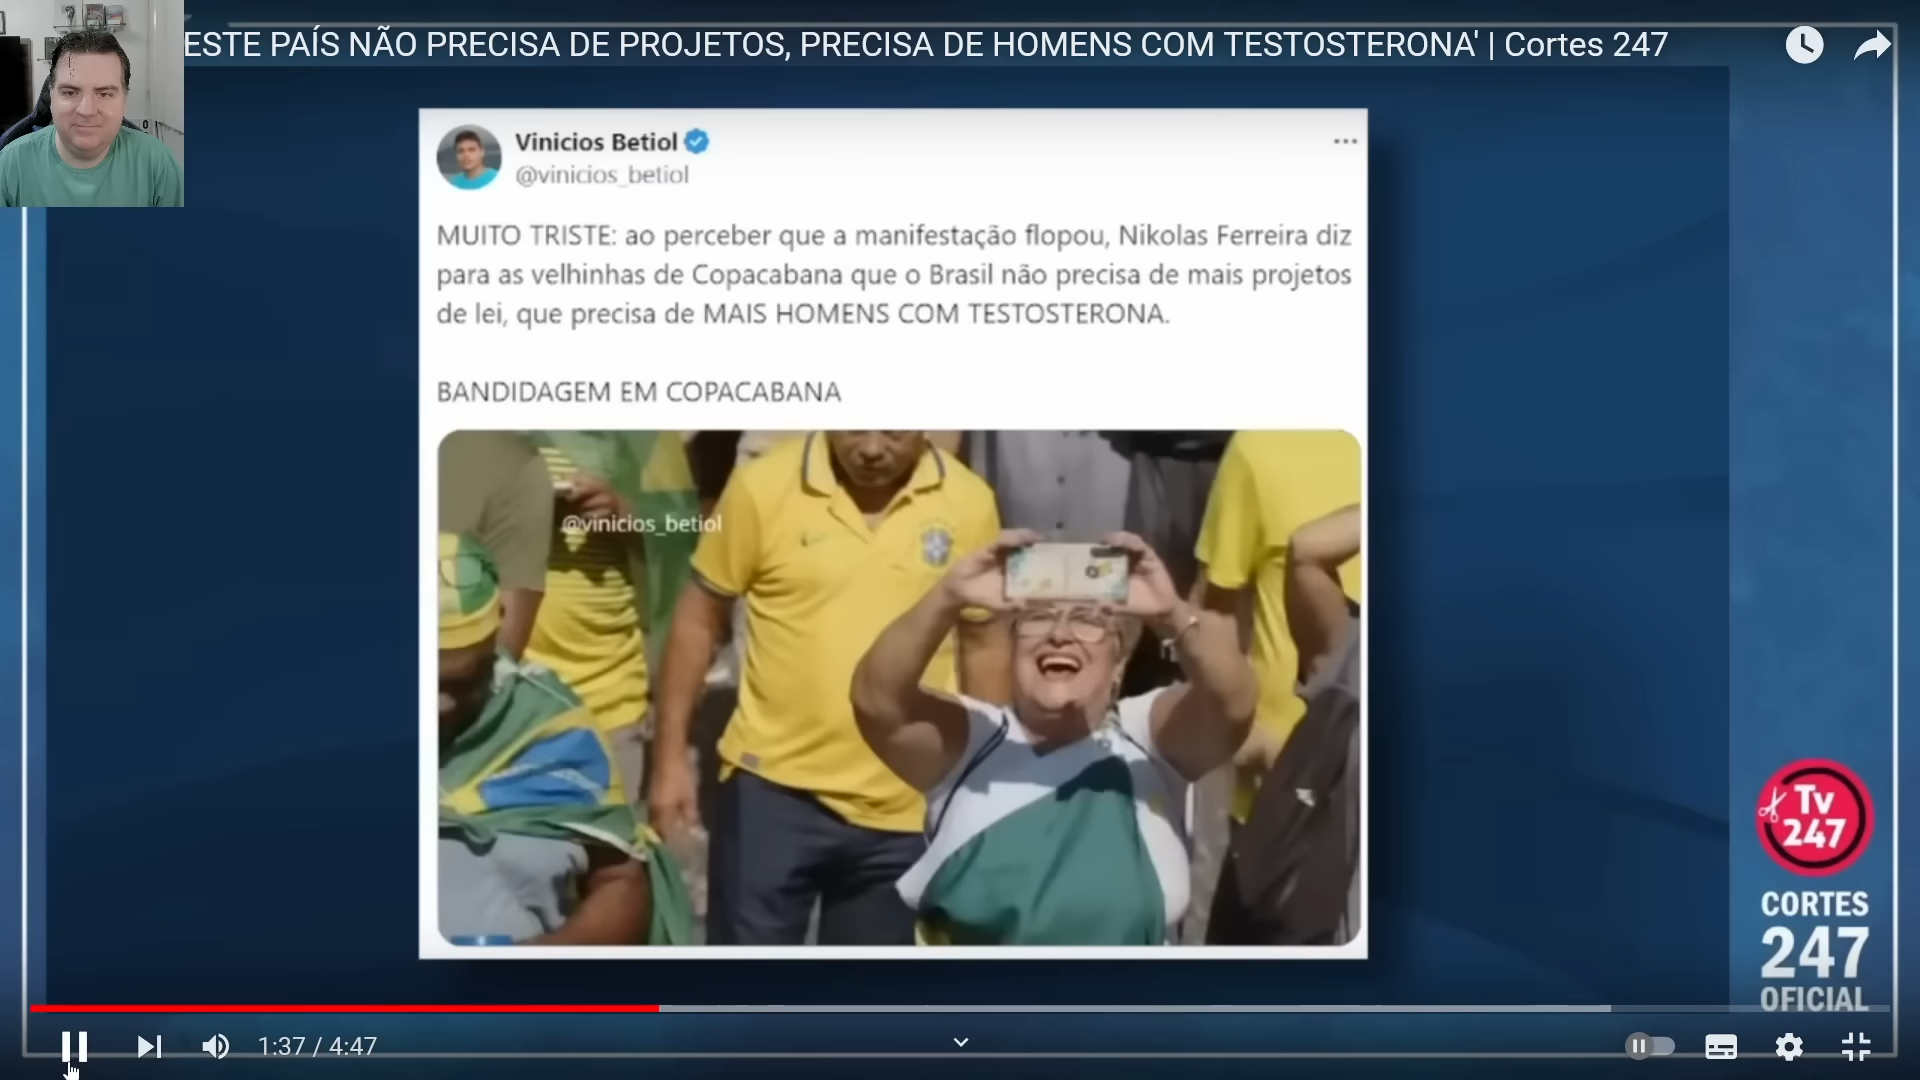 ESTE PAÍS NÃO PRECISA DE PROJETOS, PRECISA DE HOMENS COM TESTOSTERONA' | Cortes 247
Vinicios Betiol
@vinicios_betiol
MUITO TRISTE: ao perceber que a manifestação flopou, Nikolas Ferreira diz
para as velhinhas de Copacabana que o Brasil não precisa de mais projetos
de lei, que precisa de MAIS HOMENS COM TESTOSTERONA.
BANDIDAGEM EM COPACABANA
@vinicios_betiol
Tv
247
CORTES
247
OFICIAL
1:37 / 4:47